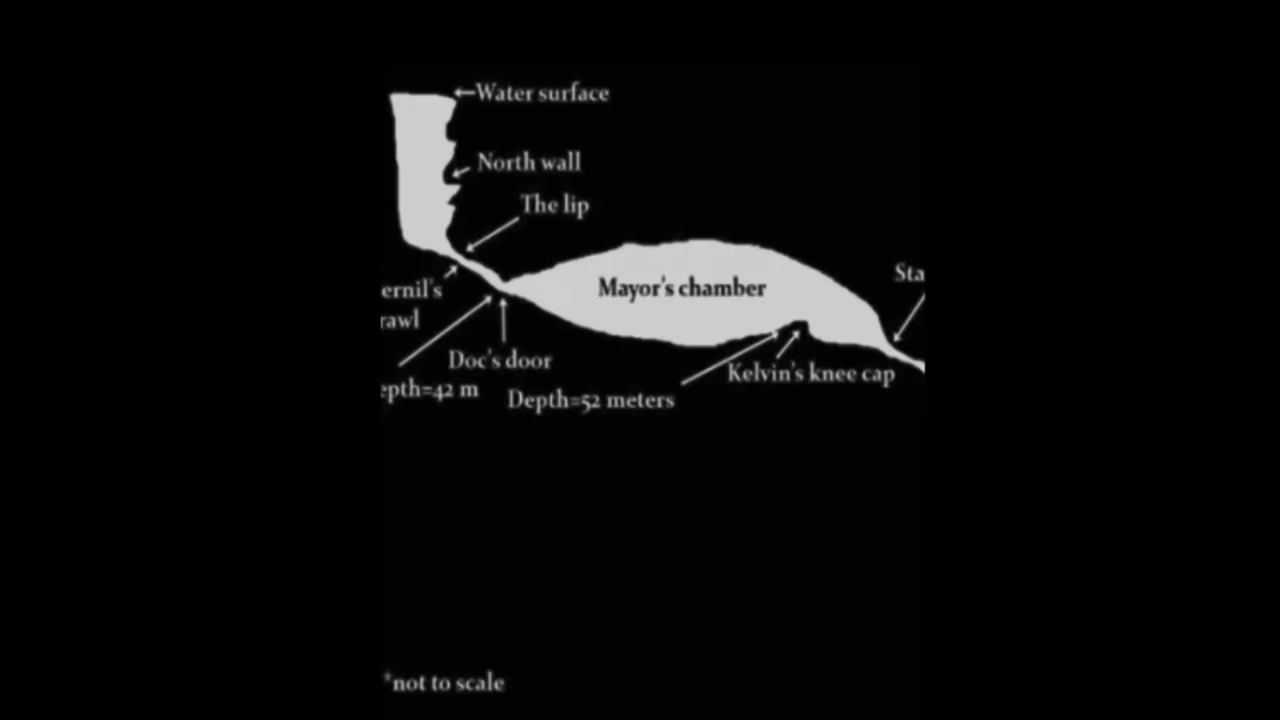 ←Water surface
North wall
The lip
Sta
Mayor's chamber
ernil's
rawl
Doc's door
Kelvin's knee cap
epth=42 m
Depth=52 meters
*not to scale